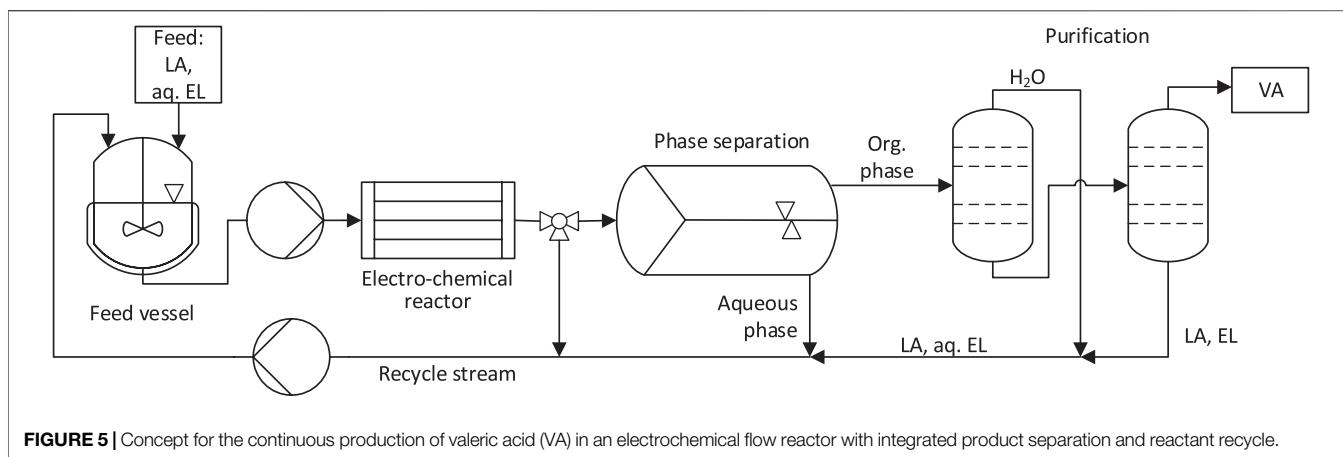 Feed:
LA,
aq. EL
Purification
H₂O
VA
Phase separation
Org.
phase
Electro-chemical
reactor
Feed vessel
Aqueous
phase
LA, aq. EL
LA, EL
Recycle stream
FIGURE 5 | Concept for the continuous production of valeric acid (VA) in an electrochemical flow reactor with integrated product separation and reactant recycle.